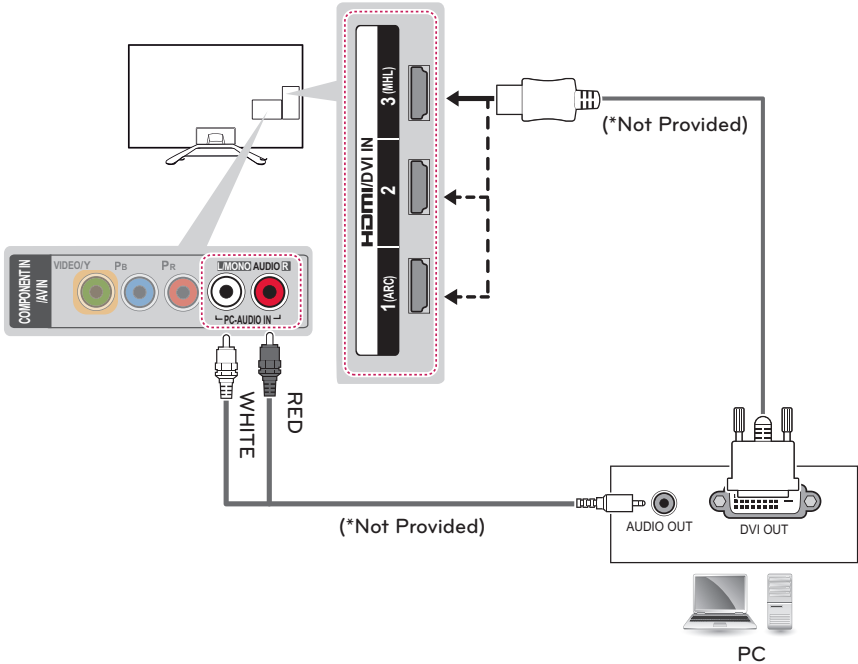 HDMI/DVI IN
3 (MHL)
2
1 (ARC)
(*Not Provided)
COMPONENT IN
/AV IN
VIDEO/Y PB PR L/MONO AUDIO R
PC-AUDIO IN
WHITE
RED
(*Not Provided)
AUDIO OUT
DVI OUT
PC